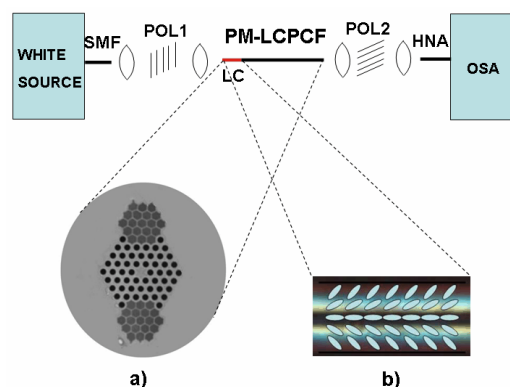 WHITE
SOURCE
SMF
POL1
PM-LCPCF
LC
POL2
HNA
OSA
a)
b)